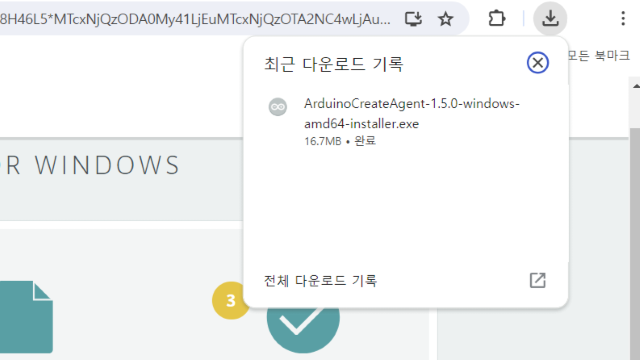 8H46L5*MTcxNjQzODA0My41LjEuMTcxNjQzOTA2NC4wLjAu...
모든 북마크
최근 다운로드 기록
ArduinoCreateAgent-1.5.0-windows-
amd64-installer.exe
16.7MB • 완료
OR WINDOWS
전체 다운로드 기록
3